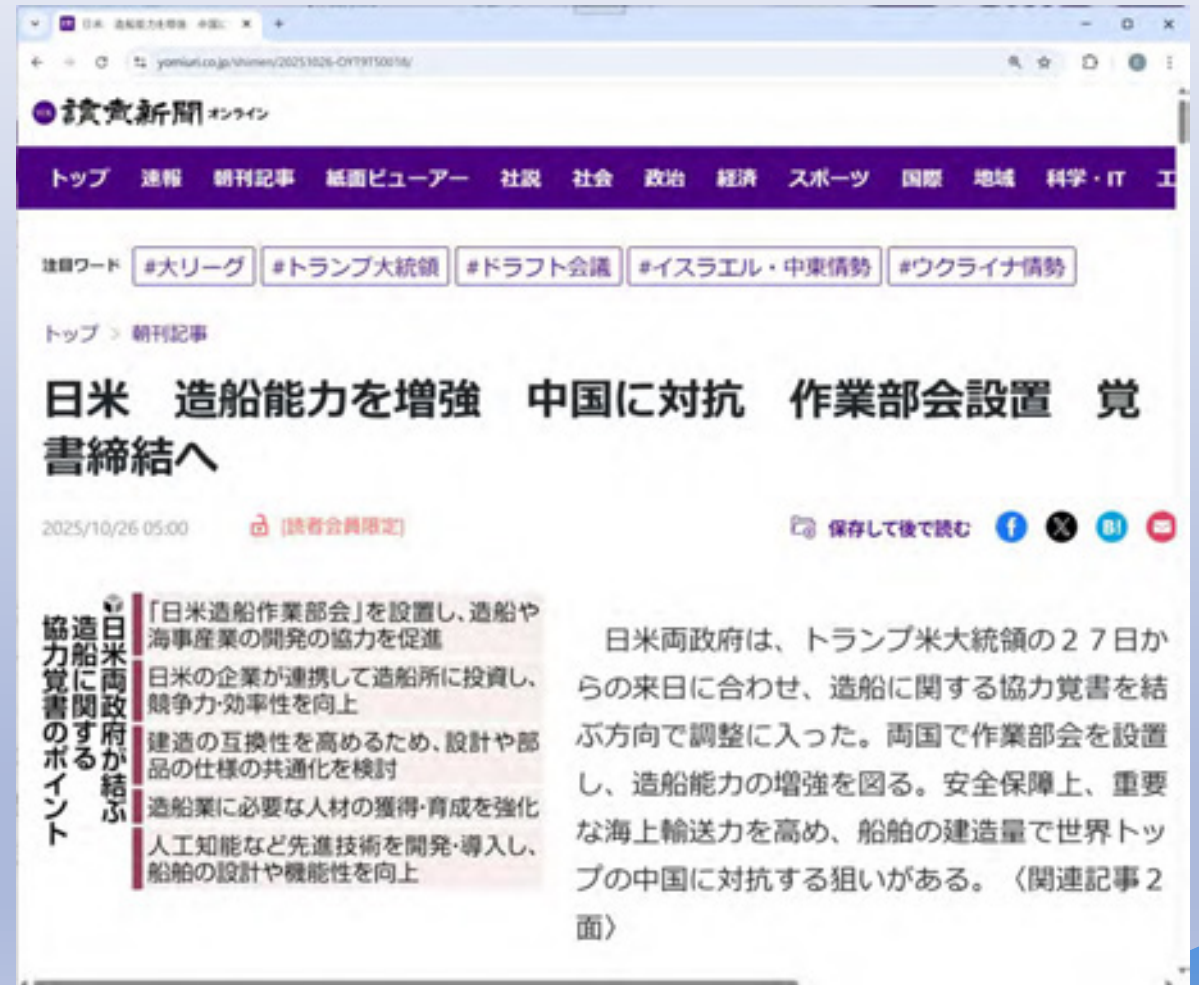 日米 造船能力増強 中国に
yomiuri.co.jp/shimen/20251026-OYT9T50018/
讀賣新聞 オンライン
トップ 速報 朝刊記事 紙面ビューアー 社説 社会 政治 経済 スポーツ 国際 地域 科学・IT エ
注目ワード #大リーグ #トランプ大統領 #ドラフト会議 #イスラエル・中東情勢 #ウクライナ情勢
トップ > 朝刊記事
日米 造船能力を増強 中国に対抗 作業部会設置 覚
書締結へ
2025/10/26 05:00 [読者会員限定] 保存して後で読む
日米両政府が結ぶ
造船に関する
協力覚書のポイント
「日米造船作業部会」を設置し、造船や
海事産業の開発の協力を促進
日米の企業が連携して造船所に投資し、
競争力・効率性を向上
建造の互換性を高めるため、設計や部
品の仕様の共通化を検討
造船業に必要な人材の獲得・育成を強化
人工知能など先進技術を開発・導入し、
船舶の設計や機能性を向上
日米両政府は、トランプ米大統領の27日か
らの来日に合わせ、造船に関する協力覚書を結
ぶ方向で調整に入った。両国で作業部会を設置
し、造船能力の増強を図る。安全保障上、重要
な海上輸送力を高め、船舶の建造量で世界トッ
プの中国に対抗する狙いがある。〈関連記事2
面〉